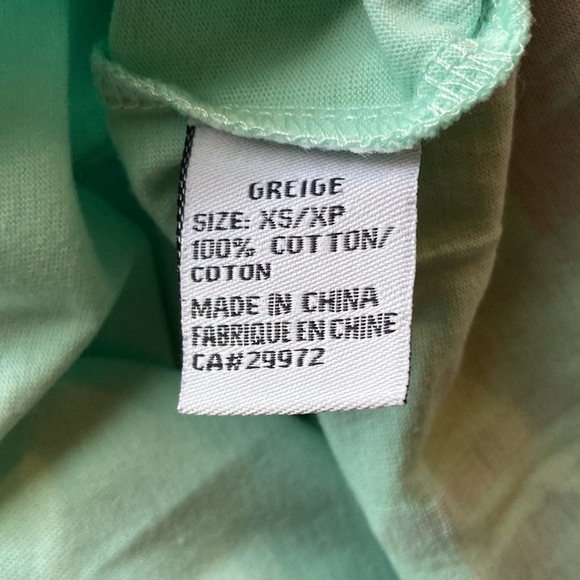 GREIGE
SIZE: XS/XP
100% COTTON/
COTON
MADE IN CHINA
FABRIQUE EN CHINE
CA#29972